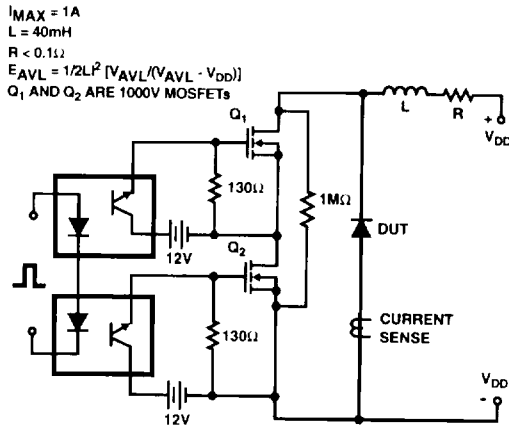 IMAX = 1A
L = 40mH
R < 0.1Ω
EAVL = 1/2LI² [VAVL/(VAVL - VDD)]
Q1 AND Q2 ARE 1000V MOSFETs
Q1
L
R
+
VDD
130Ω
1MΩ
12V
DUT
Q2
130Ω
CURRENT
SENSE
12V
VDD
-